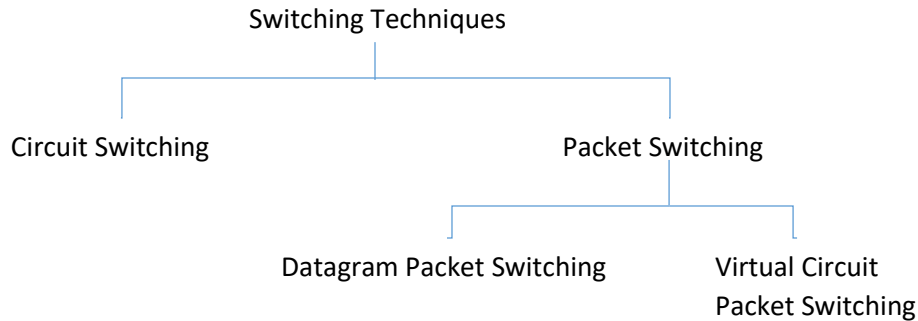 Switching Techniques
Circuit Switching
Packet Switching
Datagram Packet Switching
Virtual Circuit
Packet Switching